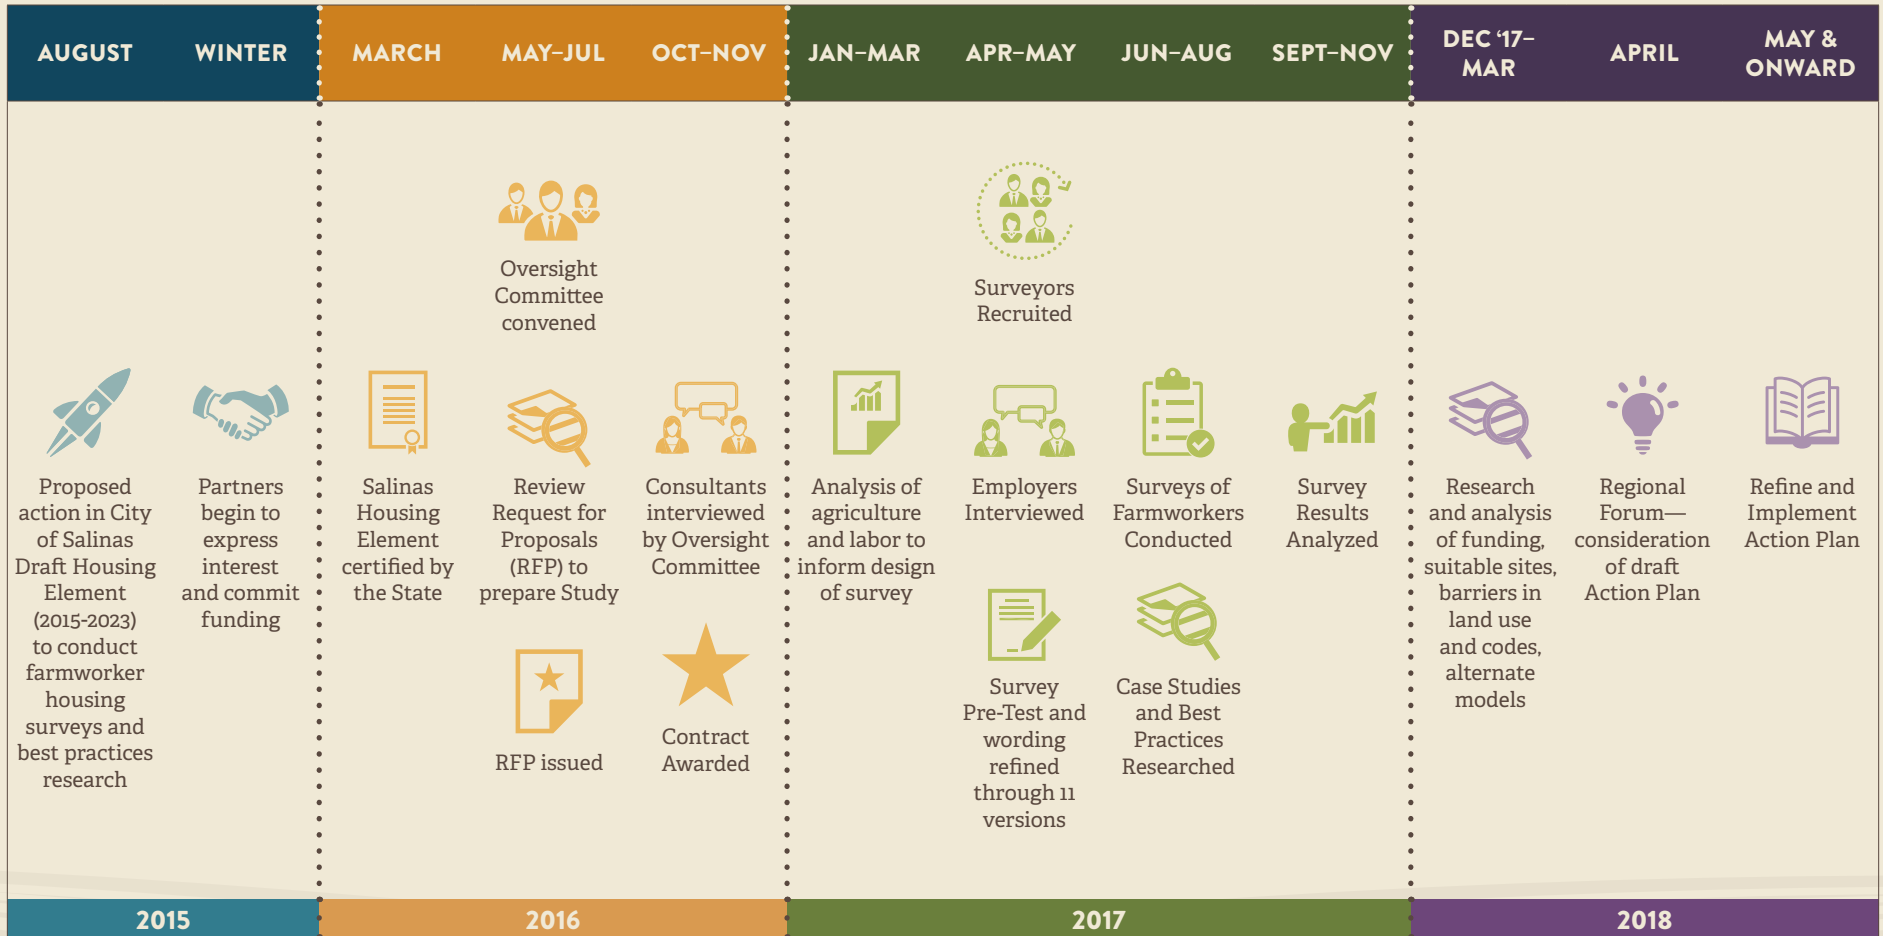 AUGUST
WINTER
MARCH
MAY–JUL
OCT–NOV
JAN–MAR
APR–MAY
JUN–AUG
SEPT–NOV
DEC ‘17–
MAR
APRIL
MAY &
ONWARD
Proposed
action in City
of Salinas
Draft Housing
Element
(2015-2023)
to conduct
farmworker
housing
surveys and
best practices
research
Partners
begin to
express
interest
and commit
funding
Salinas
Housing
Element
certified by
the State
Oversight
Committee
convened
Review
Request for
Proposals
(RFP) to
prepare Study
RFP issued
Consultants
interviewed
by Oversight
Committee
Contract
Awarded
Analysis of
agriculture
and labor to
inform design
of survey
Surveyors
Recruited
Employers
Interviewed
Survey
Pre-Test and
wording
refined
through 11
versions
Surveys of
Farmworkers
Conducted
Case Studies
and Best
Practices
Researched
Survey
Results
Analyzed
Research
and analysis
of funding,
suitable sites,
barriers in
land use
and codes,
alternate
models
Regional
Forum—
consideration
of draft
Action Plan
Refine and
Implement
Action Plan
2015
2016
2017
2018